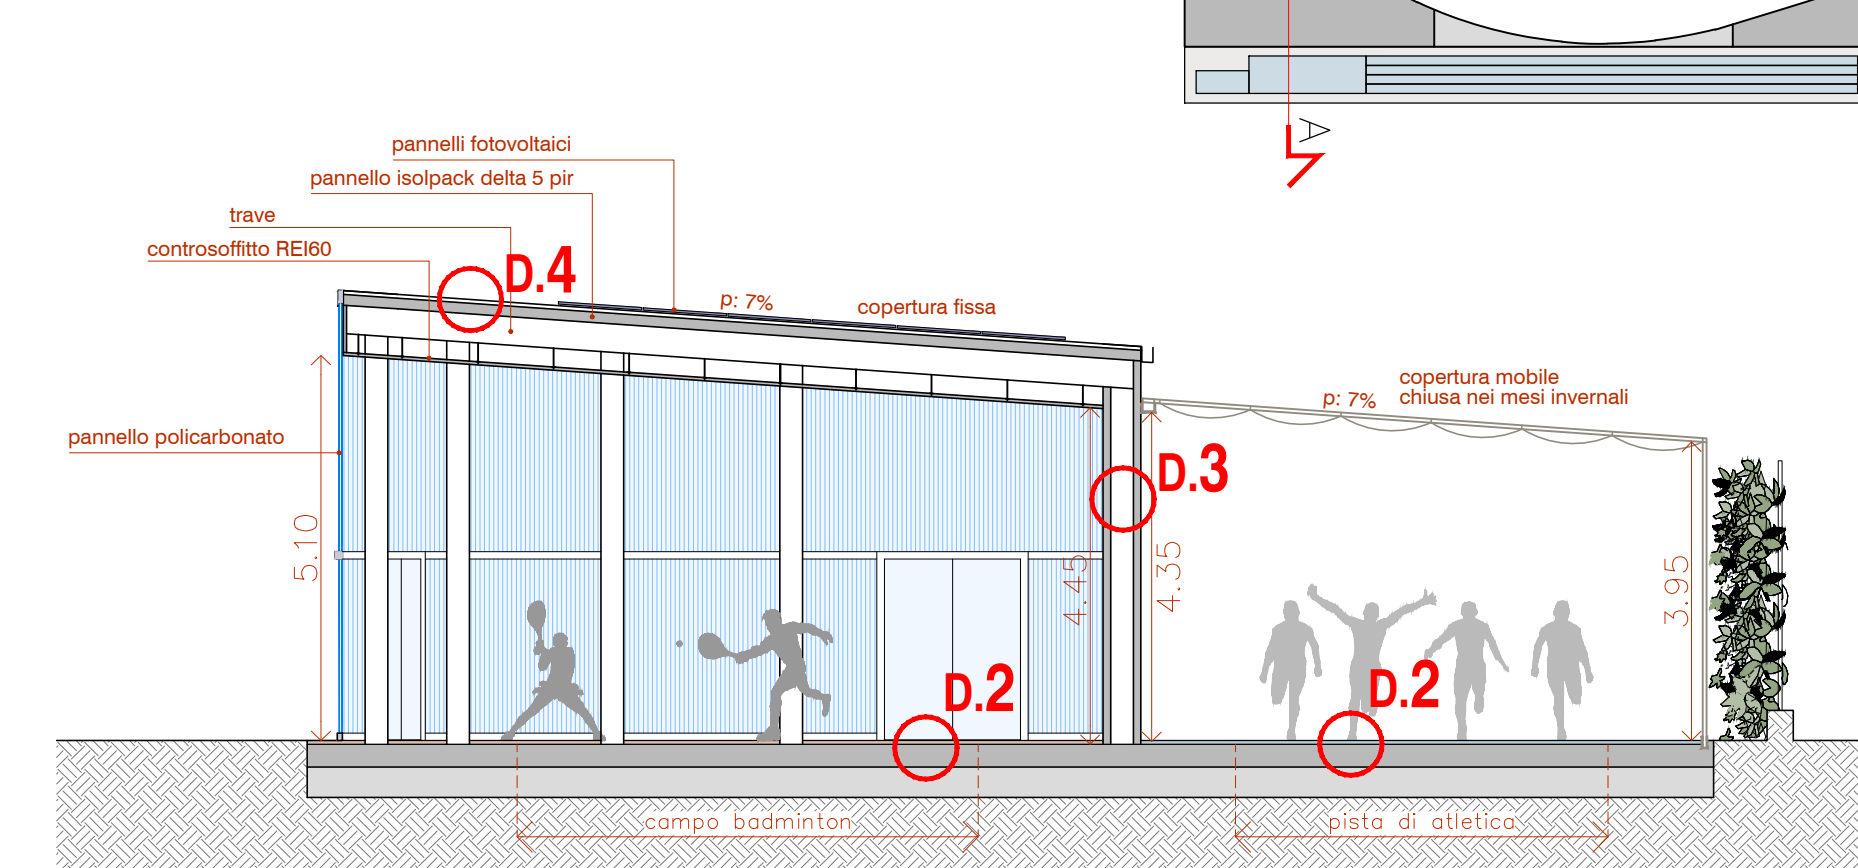 A
pannelli fotovoltaici
pannello isolpack delta 5 pir
trave
controsoffitto REI60
D.4
p: 7%
copertura fissa
p: 7%
copertura mobile
chiusa nei mesi invernali
pannello policarbonato
D.3
5.10
4.45
4.35
3.95
D.2
D.2
campo badminton
pista di atletica